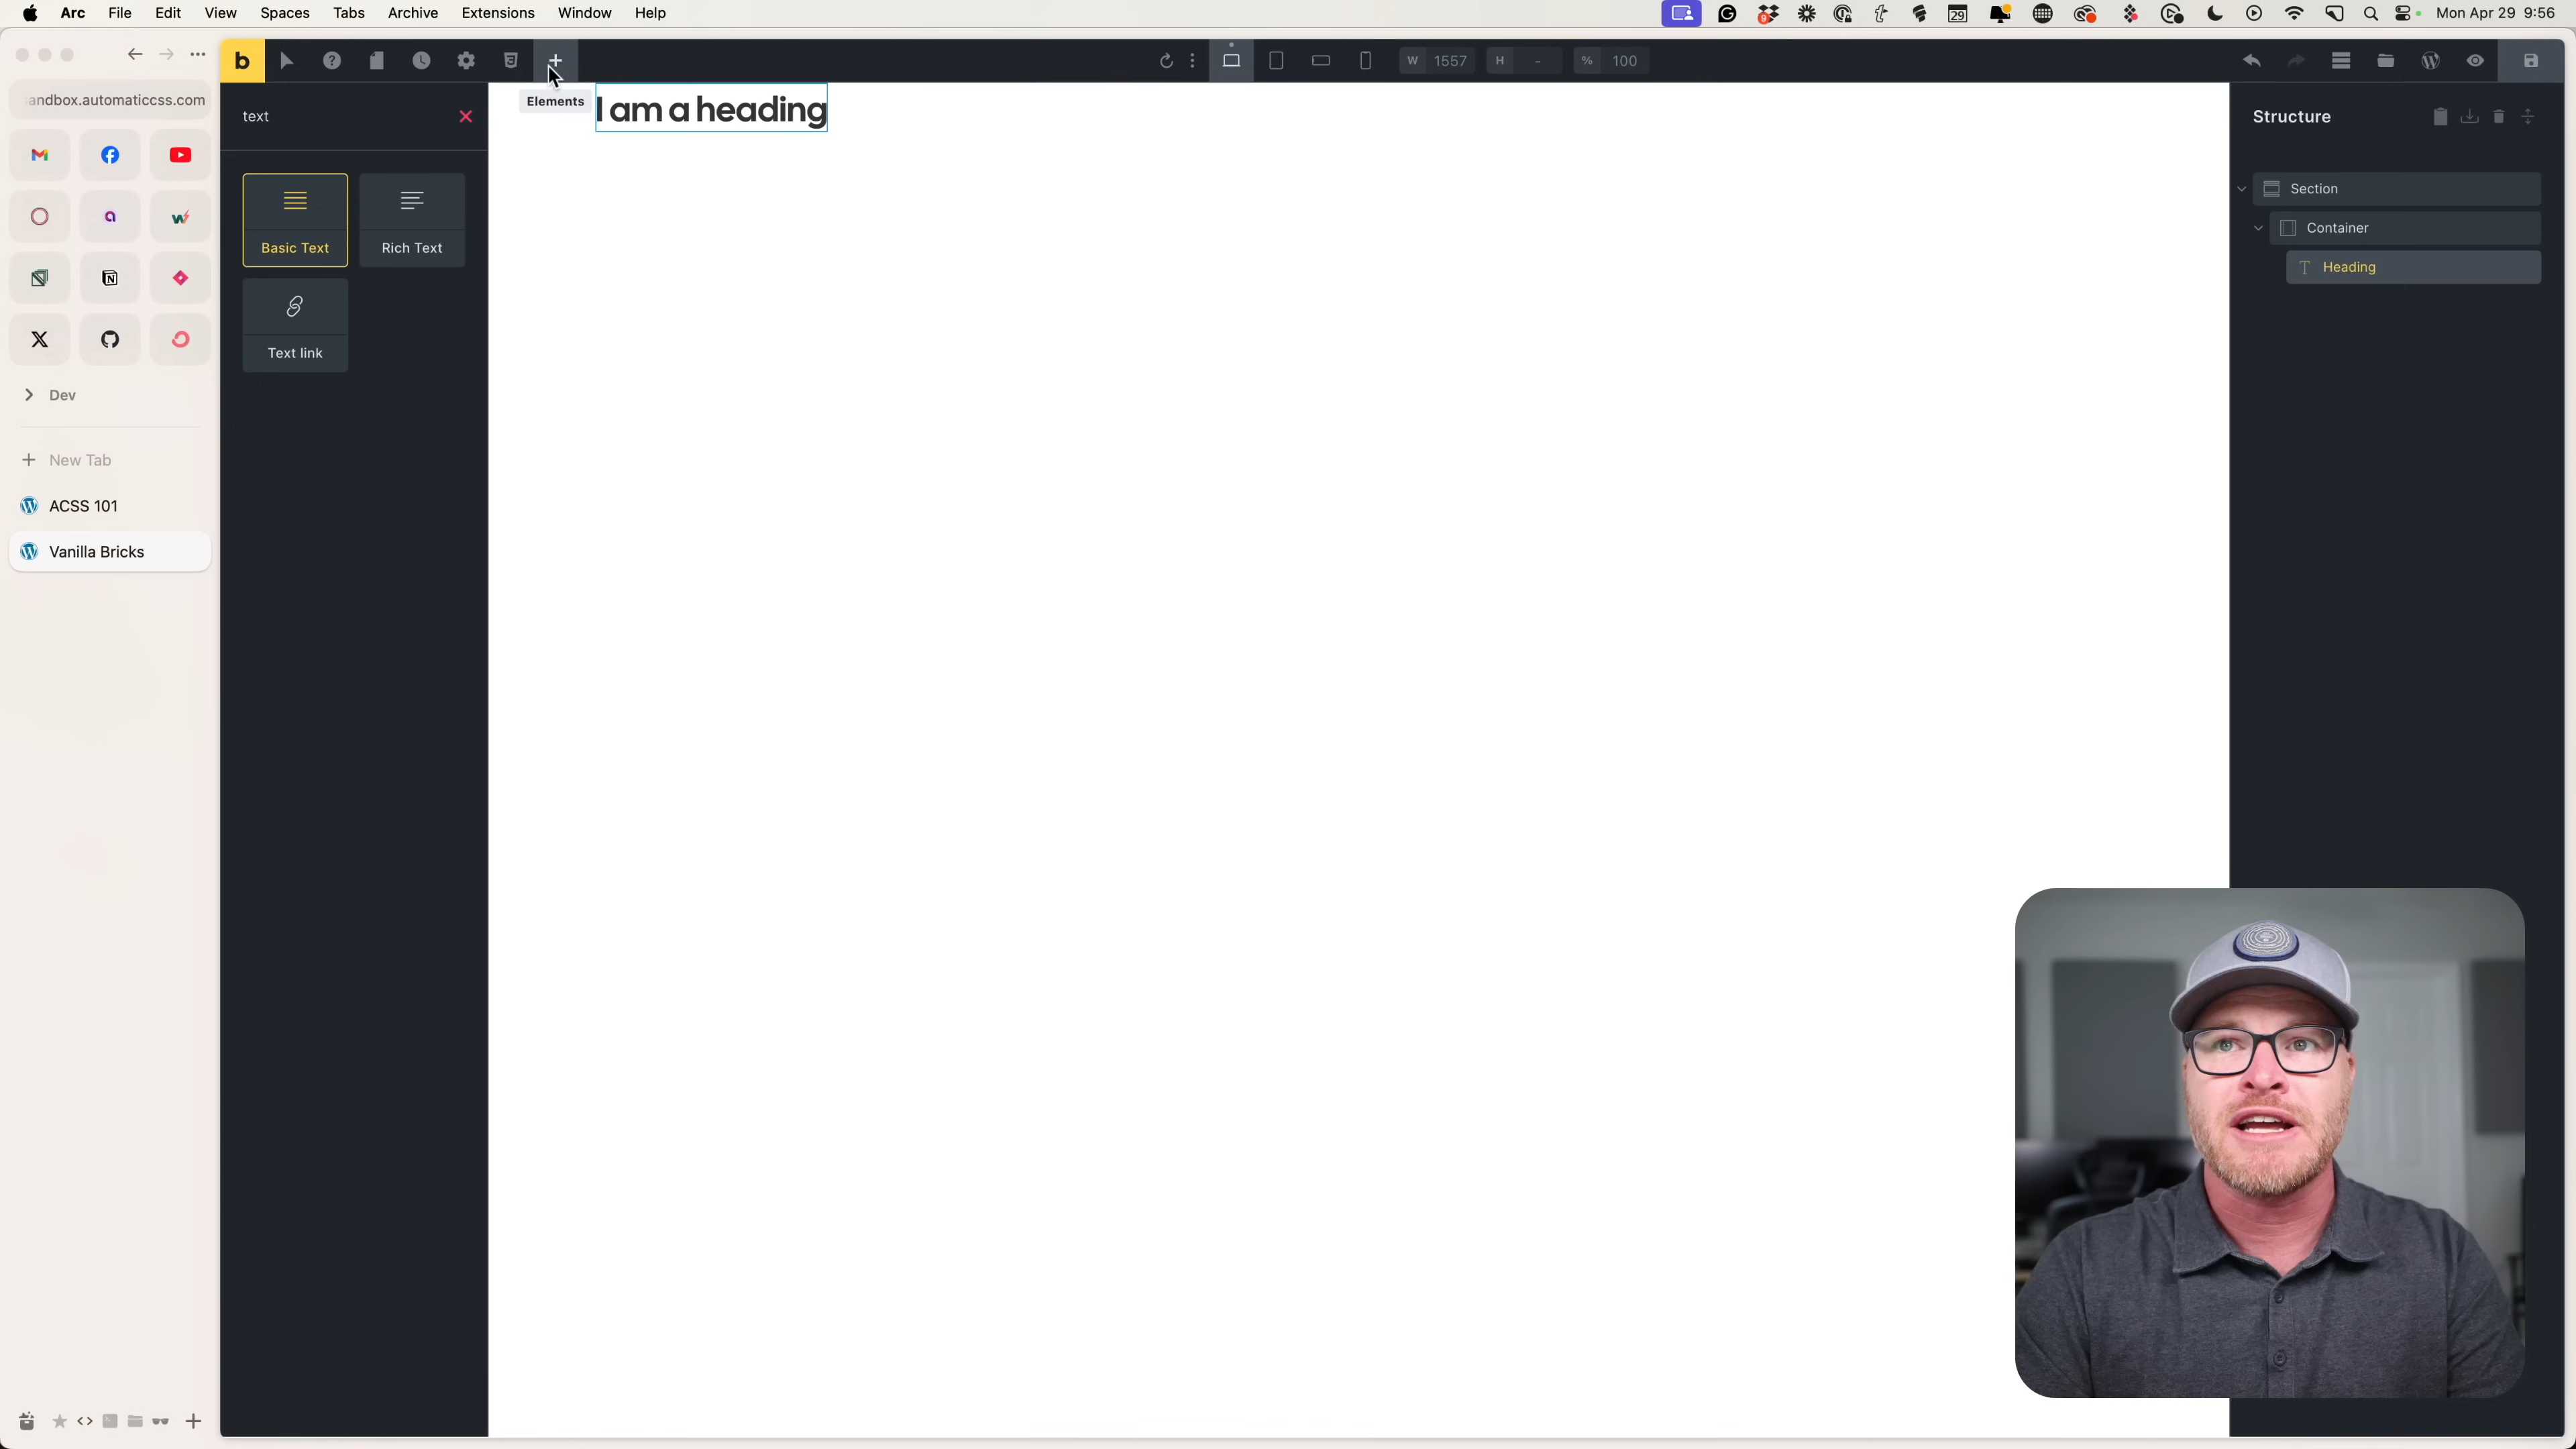 Arc File Edit View Spaces Tabs Archive Extensions Window Help
9 29 Mon Apr 29 9:56
b W 1557 H - % 100
andbox.automaticcss.com
text
Elements
I am a heading
Structure
Basic Text
Rich Text
Text link
Section
Container
Heading
Dev
New Tab
ACSS 101
Vanilla Bricks